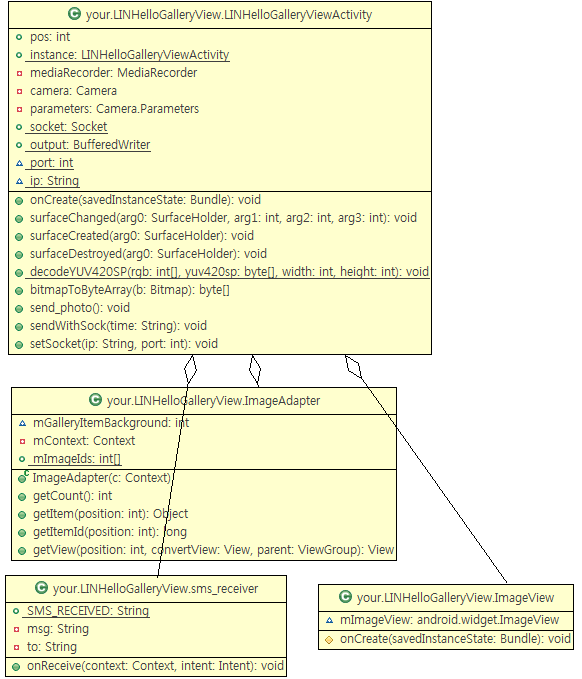 C your.LINHelloGalleryView.LINHelloGalleryViewActivity
pos: int
instance: LINHelloGalleryViewActivity
mediaRecorder: MediaRecorder
camera: Camera
parameters: Camera.Parameters
socket: Socket
output: BufferedWriter
port: int
ip: String
onCreate(savedInstanceState: Bundle): void
surfaceChanged(arg0: SurfaceHolder, arg1: int, arg2: int, arg3: int): void
surfaceCreated(arg0: SurfaceHolder): void
surfaceDestroyed(arg0: SurfaceHolder): void
decodeYUV420SP(rgb: int[], yuv420sp: byte[], width: int, height: int): void
bitmapToByteArray(b: Bitmap): byte[]
send_photo(): void
sendWithSock(time: String): void
setSocket(ip: String, port: int): void
C your.LINHelloGalleryView.ImageAdapter
mGalleryItemBackground: int
mContext: Context
mImageIds: int[]
C ImageAdapter(c: Context)
getCount(): int
getItem(position: int): Object
getItemId(position: int): long
getView(position: int, convertView: View, parent: ViewGroup): View
C your.LINHelloGalleryView.sms_receiver
SMS_RECEIVED: String
msg: String
to: String
onReceive(context: Context, intent: Intent): void
C your.LINHelloGalleryView.ImageView
mImageView: android.widget.ImageView
onCreate(savedInstanceState: Bundle): void